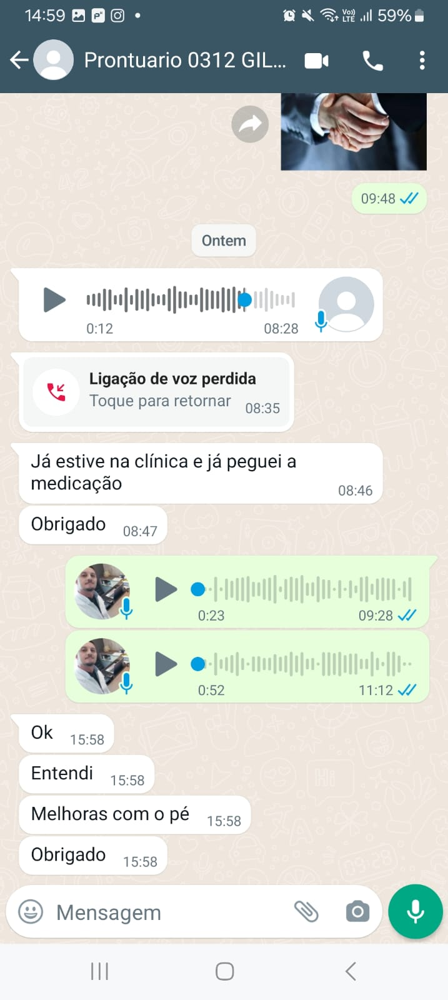 14:59
Vo)) LTE 59%
Prontuario 0312 GIL...
09:48
Ontem
0:12 08:28
Ligação de voz perdida
Toque para retornar 08:35
Já estive na clínica e já peguei a
medicação 08:46
Obrigado 08:47
0:23 09:28
0:52 11:12
Ok 15:58
Entendi 15:58
Melhoras com o pé 15:58
Obrigado 15:58
Mensagem